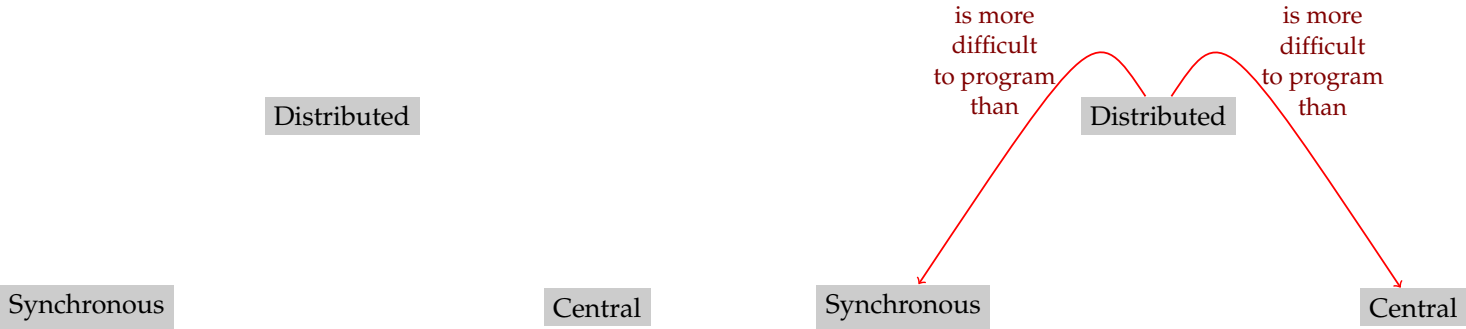 Distributed
Synchronous
Central
is more
difficult
to program
than
is more
difficult
to program
than
Distributed
Synchronous
Central